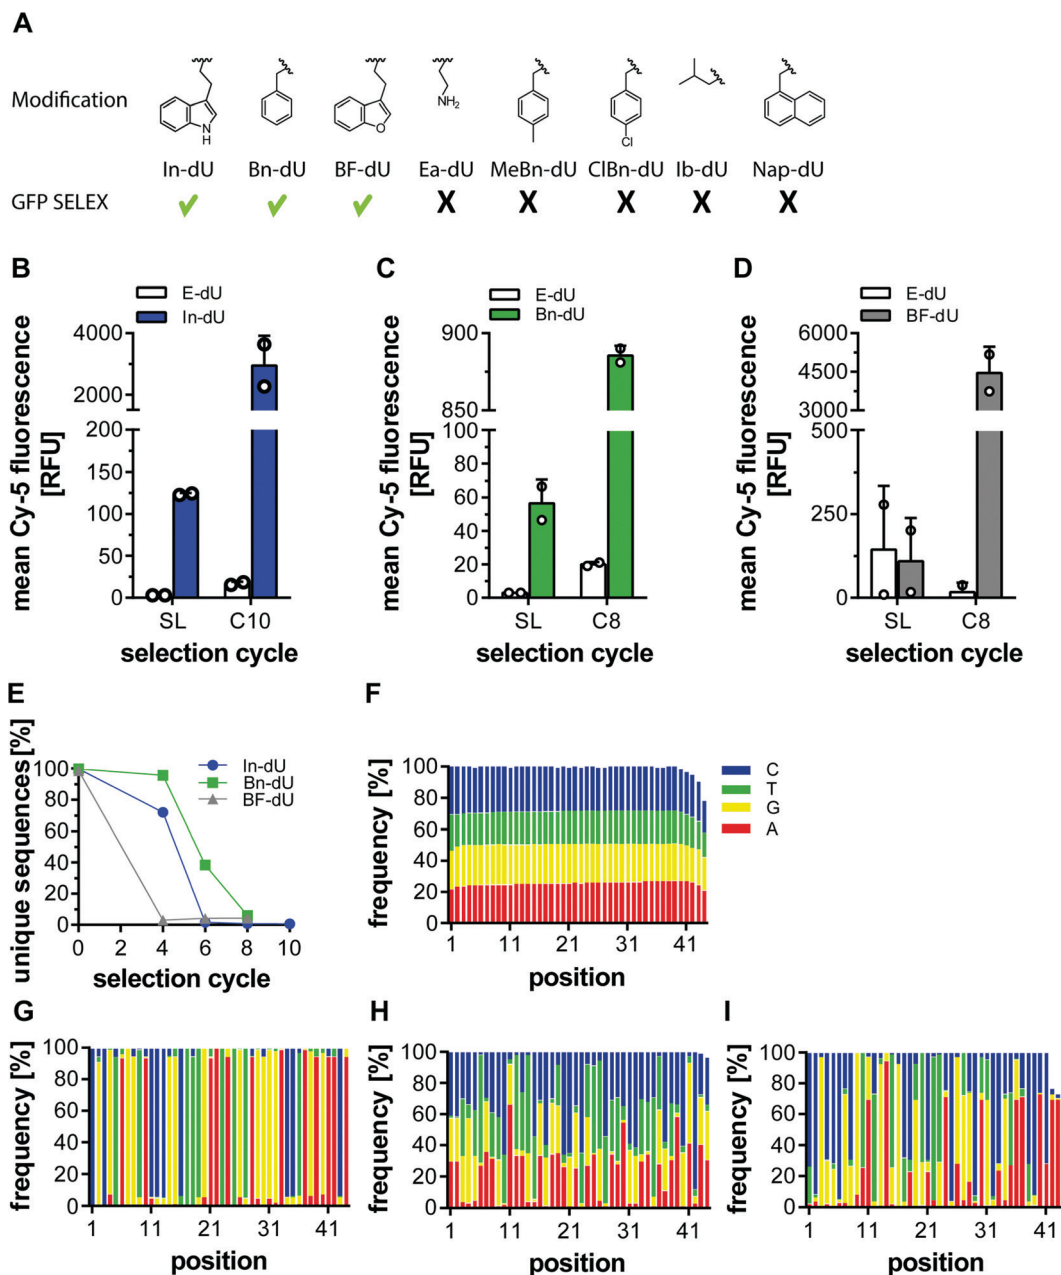 A
Modification
N
H
O
NH2
Cl
In-dU Bn-dU BF-dU Ea-dU MeBn-dU ClBn-dU Ib-dU Nap-dU
GFP SELEX ✓ ✓ ✓ X X X X X
B
E-dU
In-dU
mean Cy-5 fluorescence
[RFU]
4000
2000
200
150
100
50
0
SL C10
selection cycle
C
E-dU
Bn-dU
mean Cy-5 fluorescence
[RFU]
900
850
100
80
60
40
20
0
SL C8
selection cycle
D
E-dU
BF-dU
mean Cy-5 fluorescence
[RFU]
6000
4500
3000
500
250
0
SL C8
selection cycle
E
unique sequences[%]
In-dU
Bn-dU
BF-dU
100
80
60
40
20
0
0 2 4 6 8 10
selection cycle
F
frequency [%]
100
80
60
40
20
0
1 11 21 31 41
position
C
T
G
A
G
frequency [%]
100
80
60
40
20
0
1 11 21 31 41
position
H
frequency [%]
100
80
60
40
20
0
1 11 21 31 41
position
I
frequency [%]
100
80
60
40
20
0
1 11 21 31 41
position